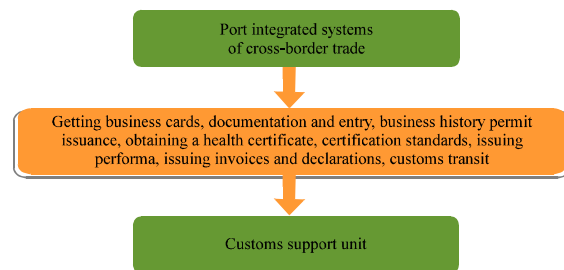 Port integrated systems
of cross-border trade
Getting business cards, documentation and entry, business history permit
issuance, obtaining a health certificate, certification standards, issuing
performa, issuing invoices and declarations, customs transit
Customs support unit